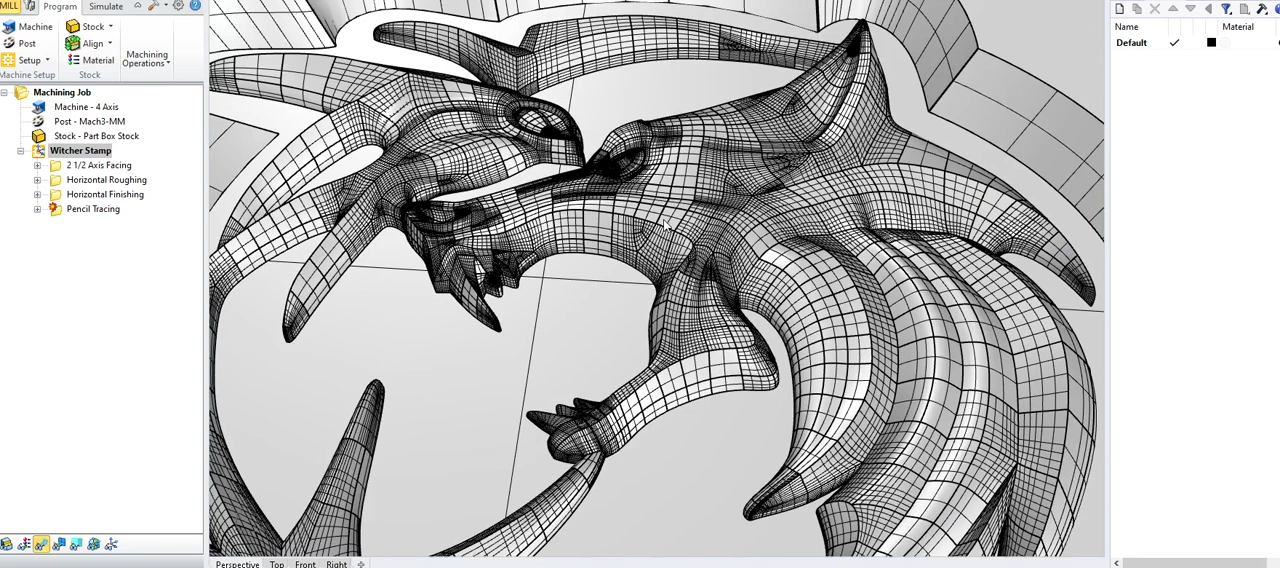 MILL Program Simulate
Machine
Post
Setup
Machine Setup
Stock
Align
Material
Stock
Machining
Operations
Machining Job
Machine - 4 Axis
Post - Mach3-MM
Stock - Part Box Stock
Witcher Stamp
2 1/2 Axis Facing
Horizontal Roughing
Horizontal Finishing
Pencil Tracing
Perspective Top Front Right
Name Material
Default